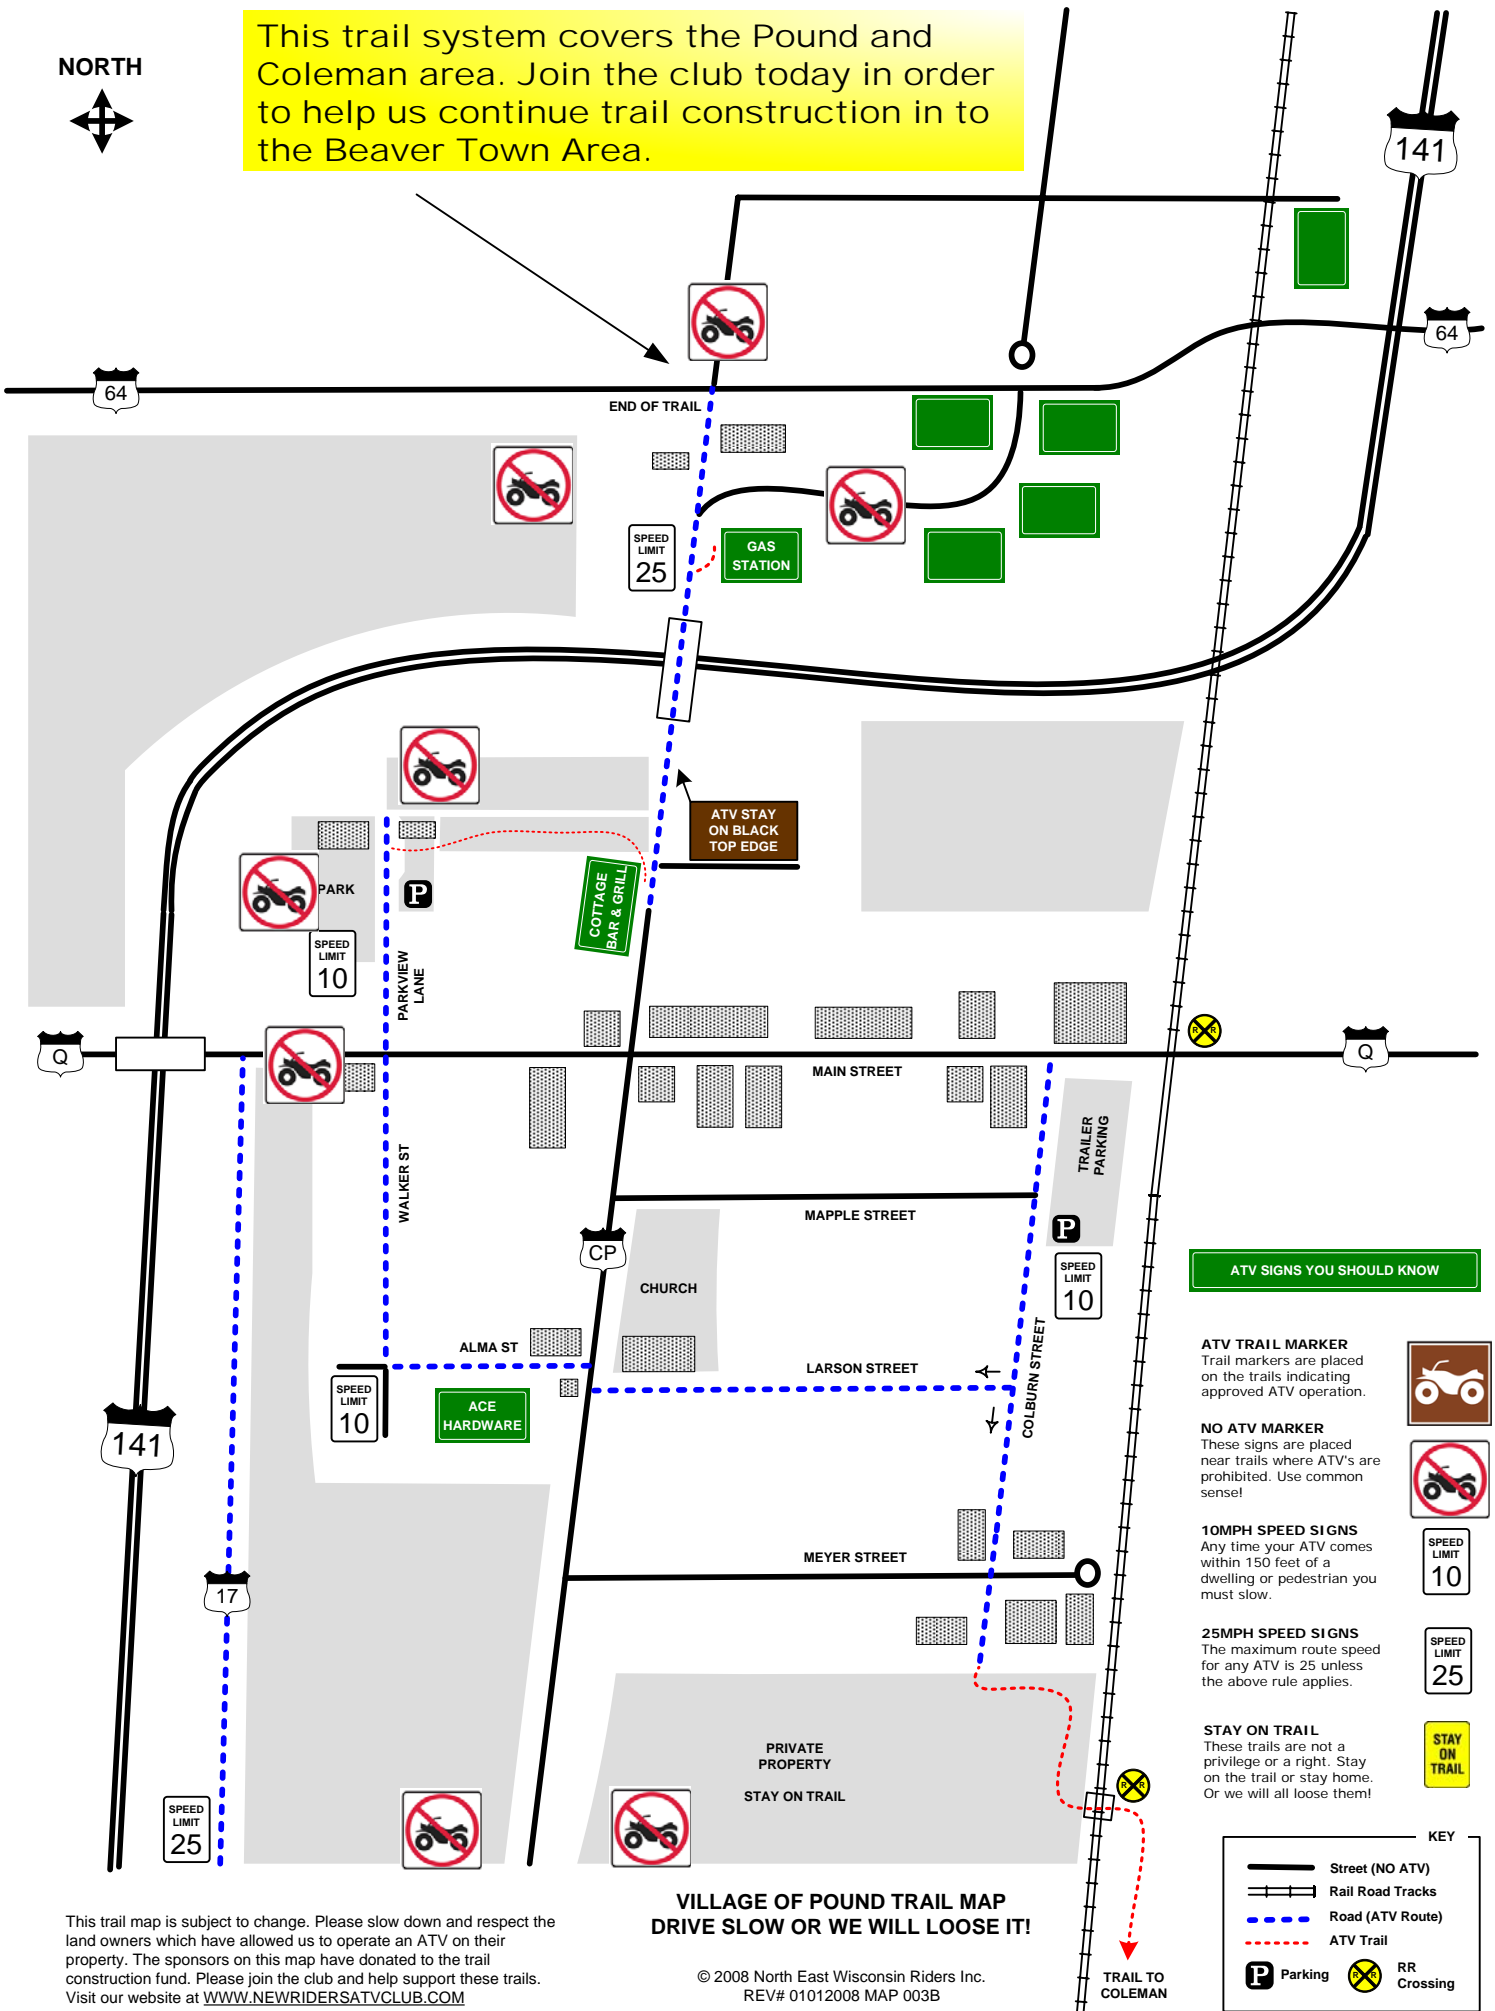 NORTH
This trail system covers the Pound and
Coleman area. Join the club today in order
to help us continue trail construction in to
the Beaver Town Area.
141
64
64
END OF TRAIL
SPEED
LIMIT
25
GAS
STATION
ATV STAY
ON BLACK
TOP EDGE
PARK
P
COTTAGE
BAR & GRILL
SPEED
LIMIT
10
PARKVIEW
LANE
Q
MAIN STREET
R R
Q
TRAILER
PARKING
WALKER ST
MAPPLE STREET
P
CP
CHURCH
SPEED
LIMIT
10
ALMA ST
LARSON STREET
COLBURN STREET
SPEED
LIMIT
10
ACE
HARDWARE
141
MEYER STREET
17
PRIVATE
PROPERTY
STAY ON TRAIL
R R
SPEED
LIMIT
25
ATV SIGNS YOU SHOULD KNOW
ATV TRAIL MARKER
Trail markers are placed
on the trails indicating
approved ATV operation.
NO ATV MARKER
These signs are placed
near trails where ATV's are
prohibited. Use common
sense!
10MPH SPEED SIGNS
Any time your ATV comes
within 150 feet of a
dwelling or pedestrian you
must slow.
SPEED
LIMIT
10
25MPH SPEED SIGNS
The maximum route speed
for any ATV is 25 unless
the above rule applies.
SPEED
LIMIT
25
STAY ON TRAIL
These trails are not a
privilege or a right. Stay
on the trail or stay home.
Or we will all loose them!
STAY
ON
TRAIL
KEY
Street (NO ATV)
Rail Road Tracks
Road (ATV Route)
ATV Trail
P Parking
R R
RR
Crossing
This trail map is subject to change. Please slow down and respect the
land owners which have allowed us to operate an ATV on their
property. The sponsors on this map have donated to the trail
construction fund. Please join the club and help support these trails.
Visit our website at WWW.NEWRIDERSATVCLUB.COM
VILLAGE OF POUND TRAIL MAP
DRIVE SLOW OR WE WILL LOOSE IT!
© 2008 North East Wisconsin Riders Inc.
REV# 01012008 MAP 003B
TRAIL TO
COLEMAN